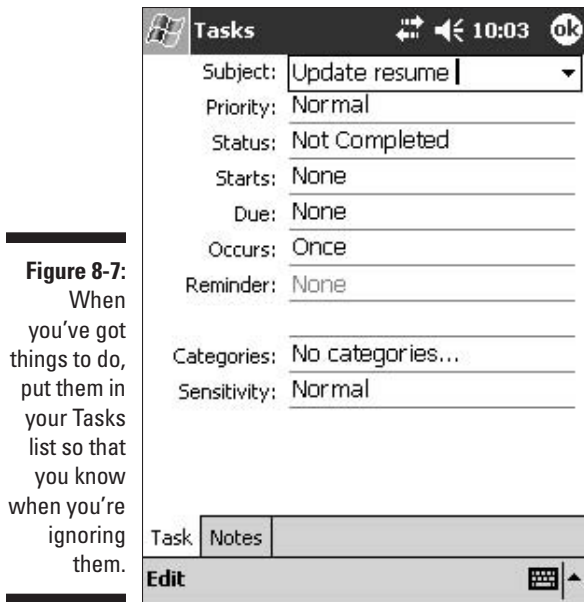 Tasks 10:03 ok
Subject: Update resume
Priority: Normal
Status: Not Completed
Starts: None
Due: None
Occurs: Once
Reminder: None
Categories: No categories...
Sensitivity: Normal
Task Notes
Edit
Figure 8-7:
When
you've got
things to do,
put them in
your Tasks
list so that
you know
when you're
ignoring
them.